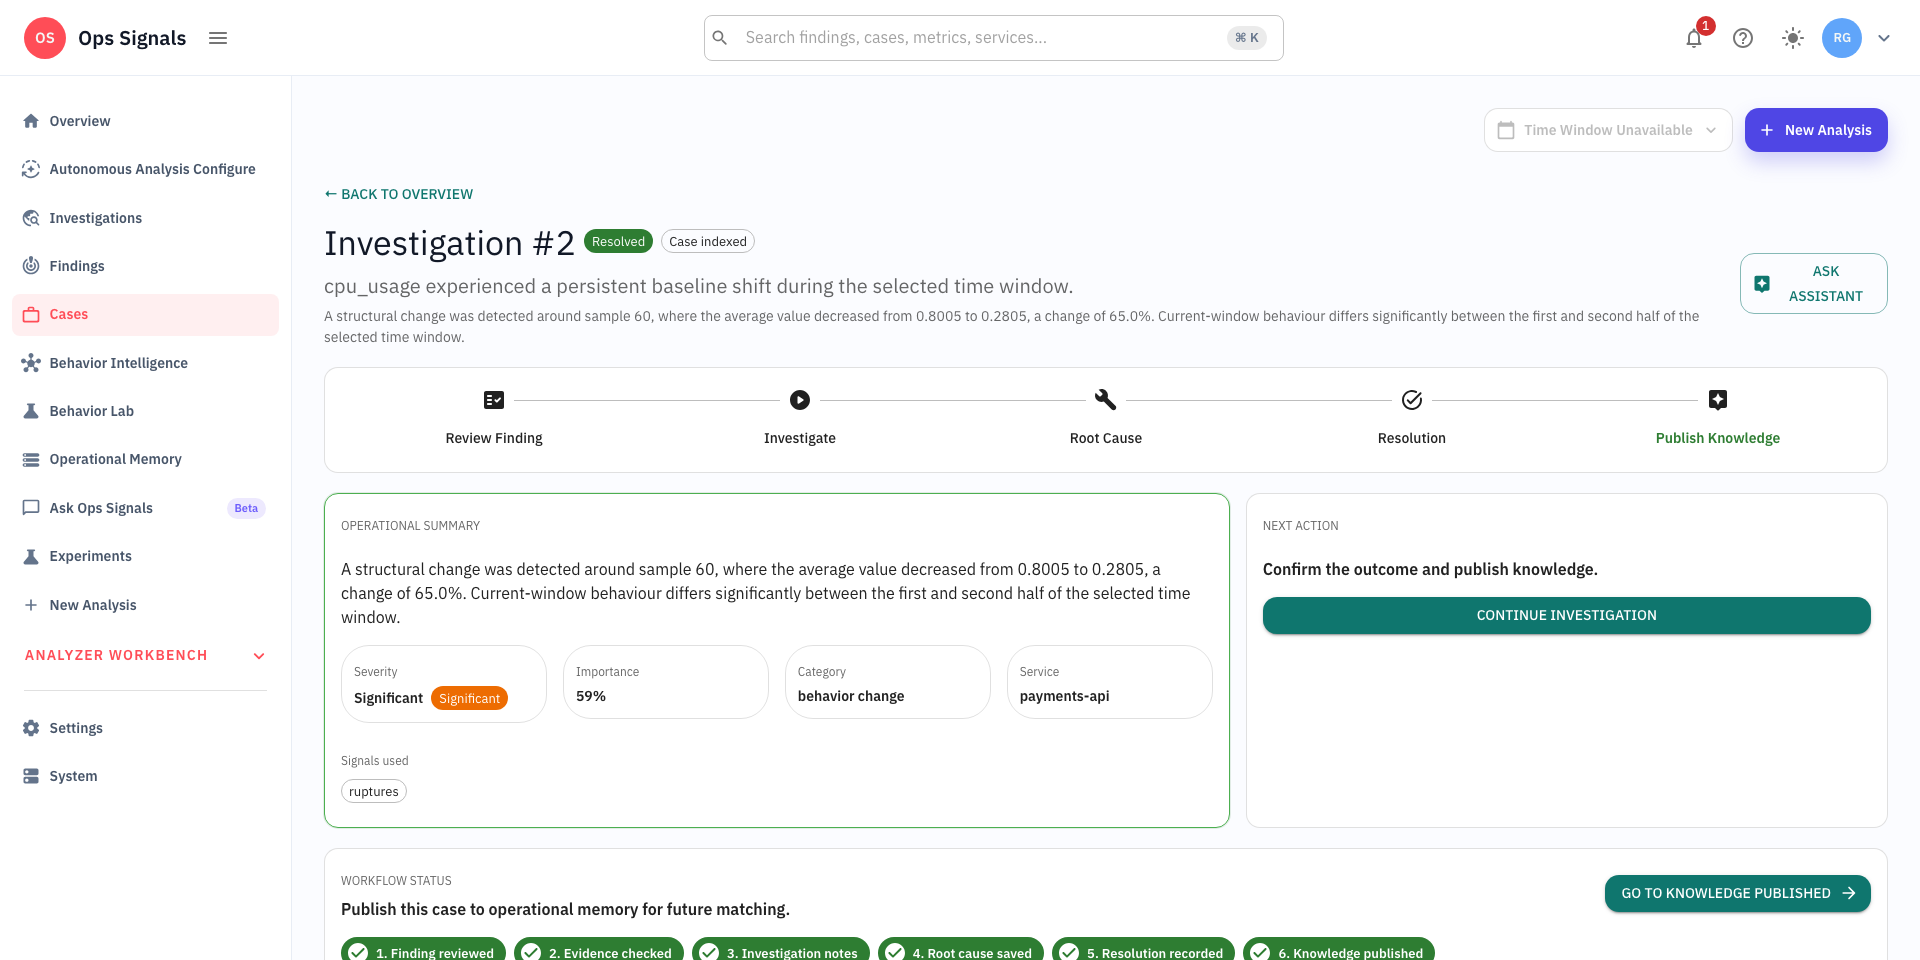 OS Ops Signals
Search findings, cases, metrics, services...
⌘ K
1
RG
Overview
Autonomous Analysis Configure
Investigations
Findings
Cases
Behavior Intelligence
Behavior Lab
Operational Memory
Ask Ops Signals Beta
Experiments
New Analysis
ANALYZER WORKBENCH
Settings
System
Time Window Unavailable
New Analysis
← BACK TO OVERVIEW
Investigation #2 Resolved Case indexed
cpu_usage experienced a persistent baseline shift during the selected time window.
A structural change was detected around sample 60, where the average value decreased from 0.8005 to 0.2805, a change of 65.0%. Current-window behaviour differs significantly between the first and second half of the
selected time window.
ASK
ASSISTANT
Review Finding
Investigate
Root Cause
Resolution
Publish Knowledge
OPERATIONAL SUMMARY
A structural change was detected around sample 60, where the average value decreased from 0.8005 to 0.2805, a
change of 65.0%. Current-window behaviour differs significantly between the first and second half of the selected time
window.
Severity
Significant Significant
Importance
59%
Category
behavior change
Service
payments-api
Signals used
ruptures
NEXT ACTION
Confirm the outcome and publish knowledge.
CONTINUE INVESTIGATION
WORKFLOW STATUS
Publish this case to operational memory for future matching.
GO TO KNOWLEDGE PUBLISHED →
1. Finding reviewed
2. Evidence checked
3. Investigation notes
4. Root cause saved
5. Resolution recorded
6. Knowledge published